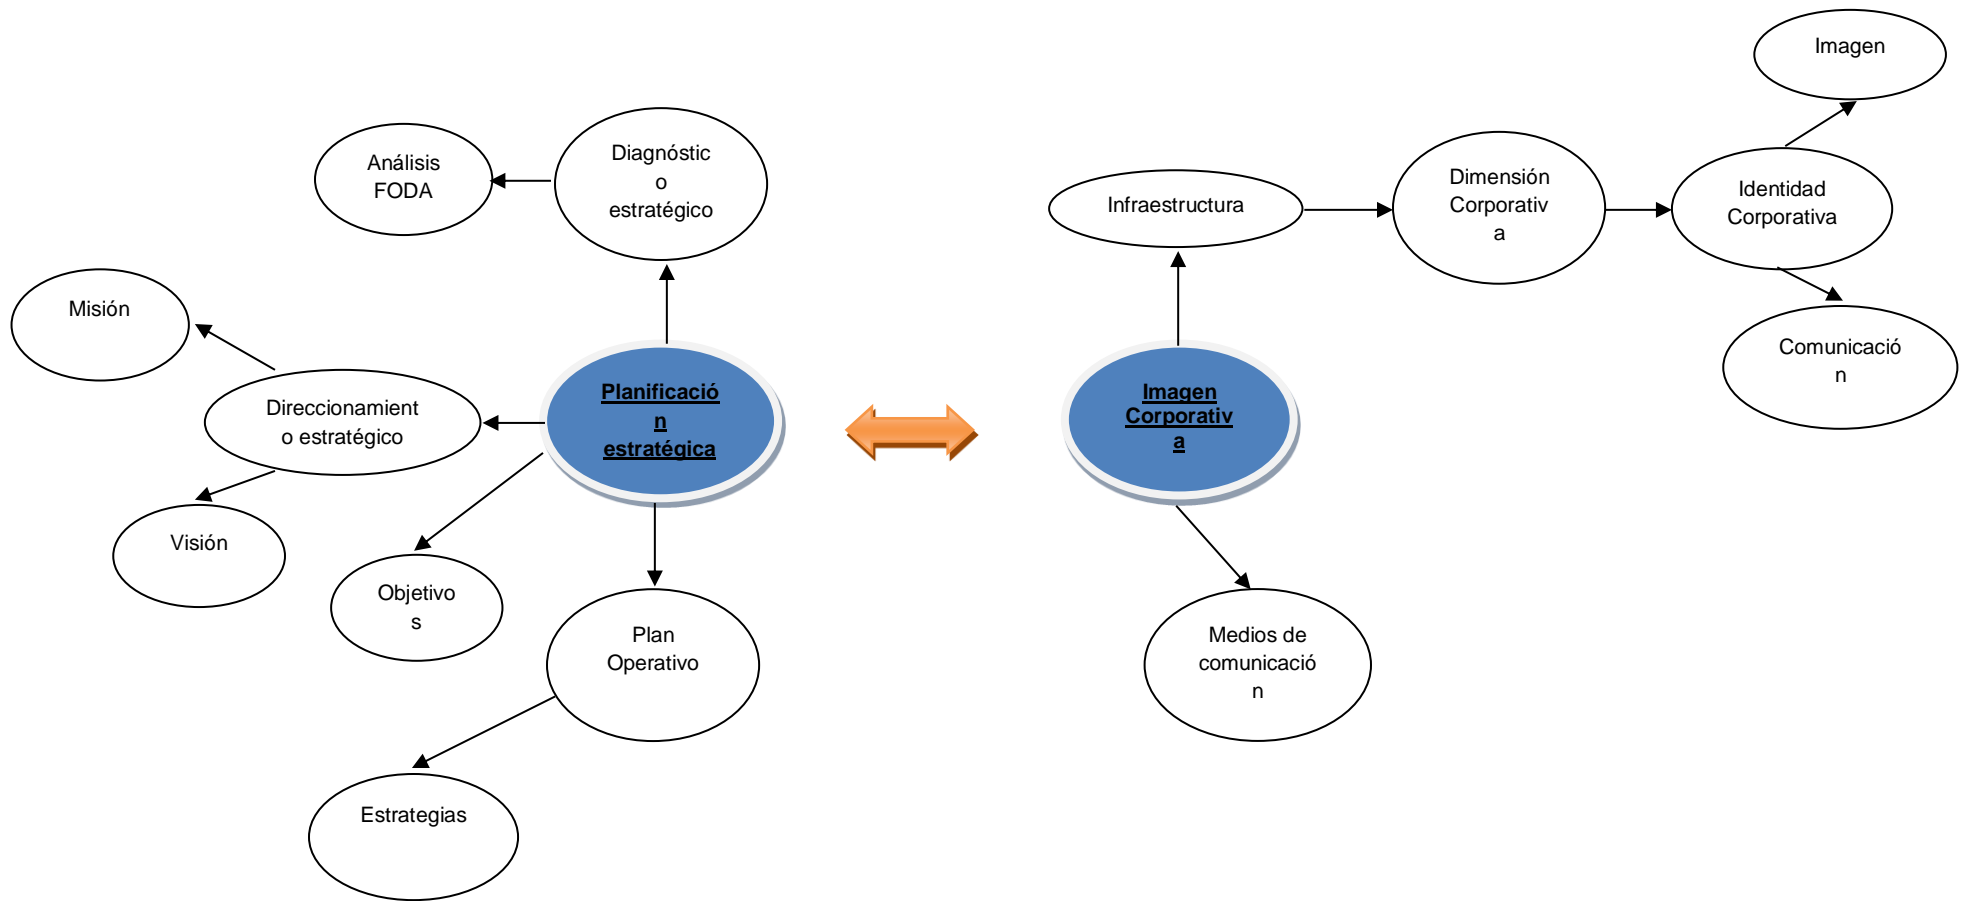 Imagen
Análisis
FODA
Diagnóstic
o
estratégico
Infraestructura
Dimensión
Corporativ
a
Identidad
Corporativa
Misión
Direccionamient
o estratégico
Planificació
n
estratégica
Imagen
Corporativ
a
Comunicació
n
Visión
Objetivo
s
Plan
Operativo
Medios de
comunicació
n
Estrategias